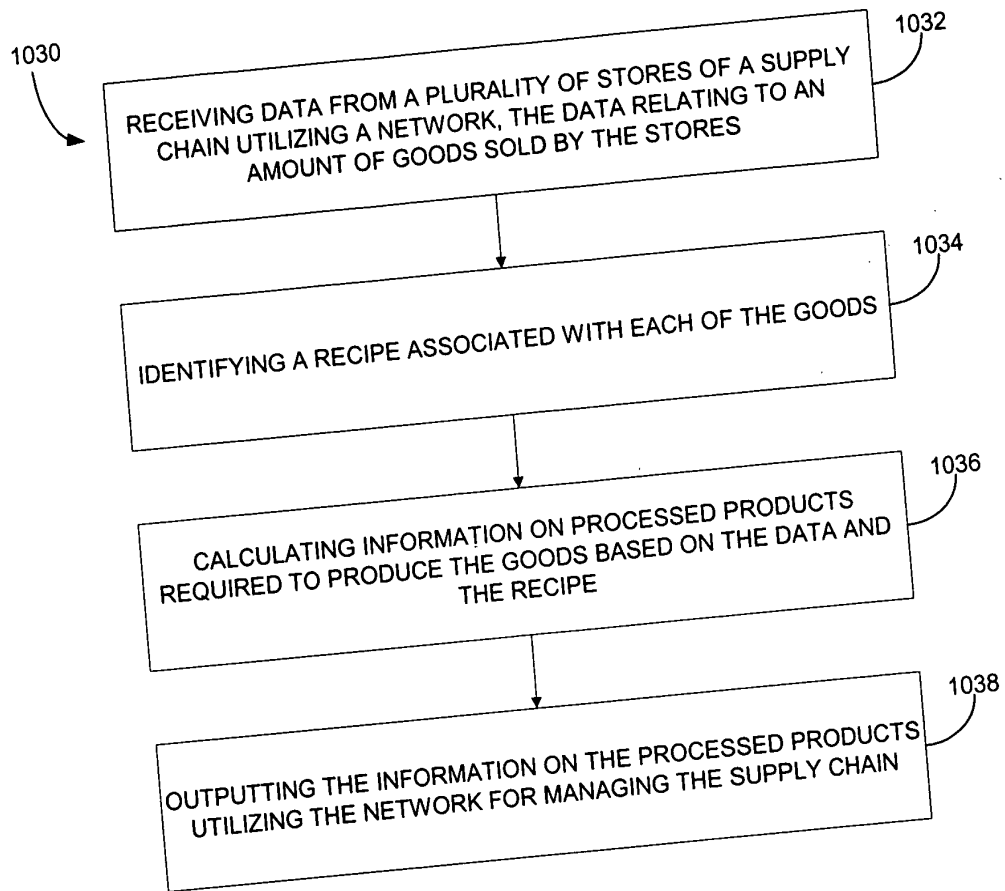 1030
1032
RECEIVING DATA FROM A PLURALITY OF STORES OF A SUPPLY
CHAIN UTILIZING A NETWORK, THE DATA RELATING TO AN
AMOUNT OF GOODS SOLD BY THE STORES
1034
IDENTIFYING A RECIPE ASSOCIATED WITH EACH OF THE GOODS
1036
CALCULATING INFORMATION ON PROCESSED PRODUCTS
REQUIRED TO PRODUCE THE GOODS BASED ON THE DATA AND
THE RECIPE
1038
OUTPUTTING THE INFORMATION ON THE PROCESSED PRODUCTS
UTILIZING THE NETWORK FOR MANAGING THE SUPPLY CHAIN